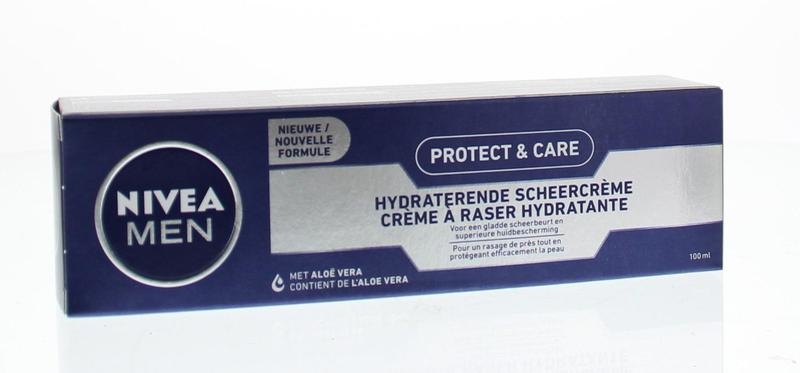 NIVEA
MEN
NIEUWE /
NOUVELLE
FORMULE
PROTECT & CARE
HYDRATERENDE SCHEERCRÈME
CRÈME À RASER HYDRATANTE
Voor een gladde scheerbeurt en
superieure huidbescherming
Pour un rasage de près tout en
protégeant efficacement la peau
MET ALOË VERA
CONTIENT DE L'ALOE VERA
100 ml